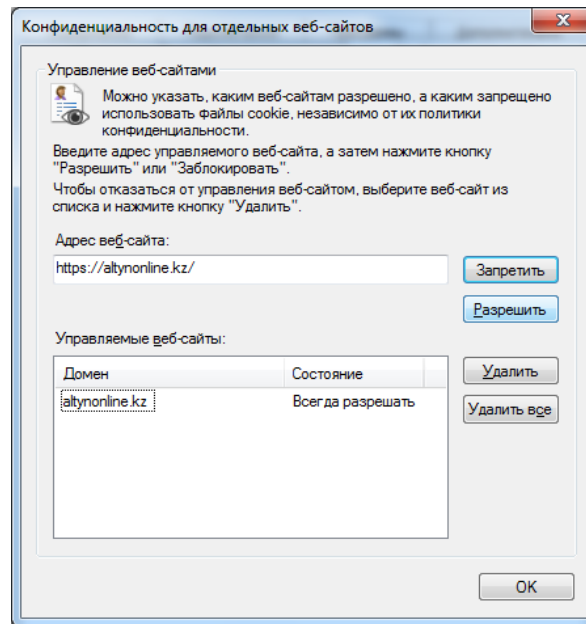 Конфиденциальность для отдельных веб-сайтов
Управление веб-сайтами
Можно указать, каким веб-сайтам разрешено, а каким запрещено
использовать файлы cookie, независимо от их политики
конфиденциальности.
Введите адрес управляемого веб-сайта, а затем нажмите кнопку
"Разрешить" или "Заблокировать".
Чтобы отказаться от управления веб-сайтом, выберите веб-сайт из
списка и нажмите кнопку "Удалить".
Адрес веб-сайта:
https://altynonline.kz/
Запретить
Разрешить
Управляемые веб-сайты:
Домен Состояние
altynonline.kz Всегда разрешать
Удалить
Удалить все
OK